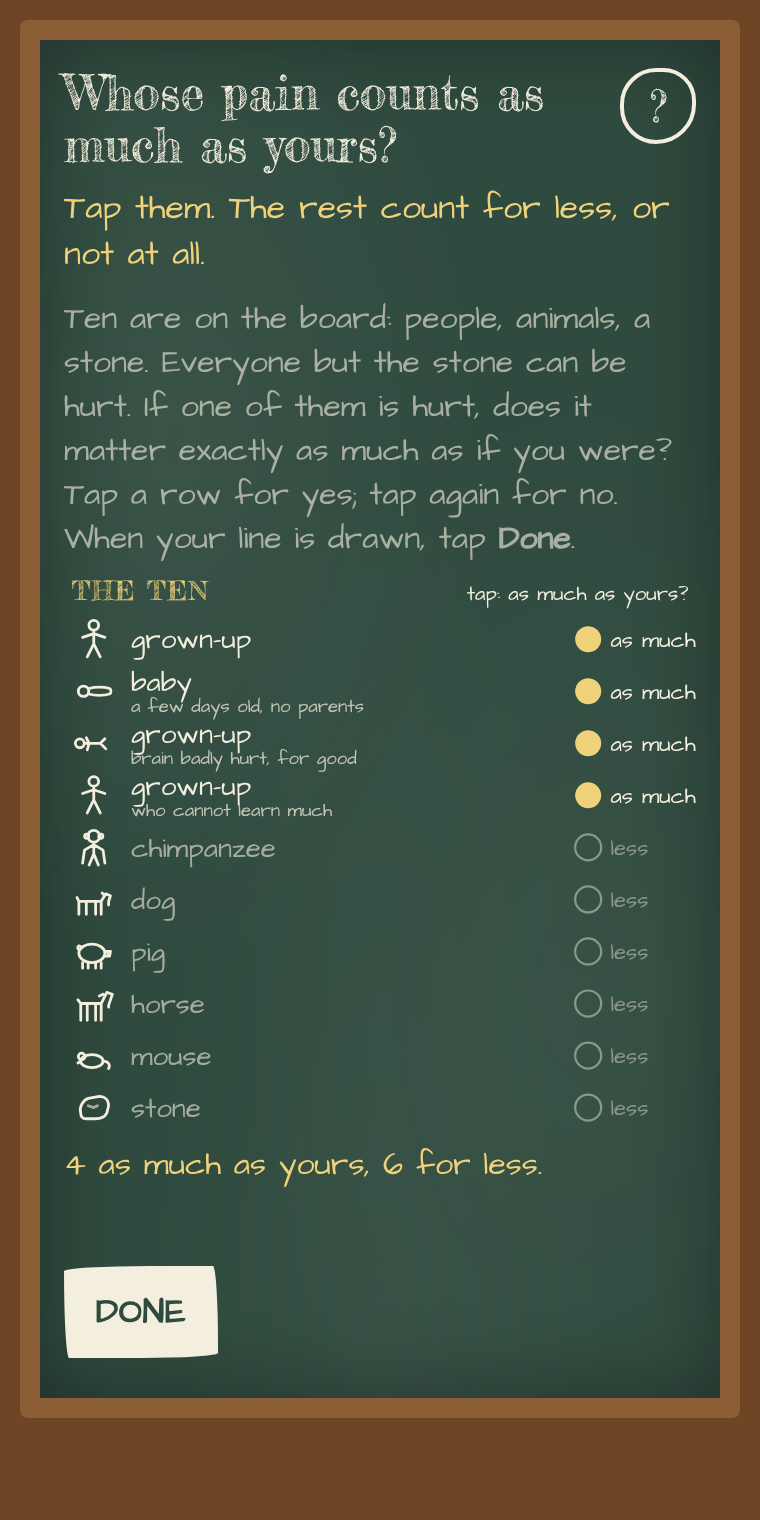 Whose pain counts as
much as yours?
?
Tap them. The rest count for less, or
not at all.
Ten are on the board: people, animals, a
stone. Everyone but the stone can be
hurt. If one of them is hurt, does it
matter exactly as much as if you were?
Tap a row for yes; tap again for no.
When your line is drawn, tap Done.
THE TEN
tap: as much as yours?
grown-up
as much
baby
a few days old, no parents
as much
grown-up
brain badly hurt, for good
as much
grown-up
who cannot learn much
as much
chimpanzee
less
dog
less
pig
less
horse
less
mouse
less
stone
less
4 as much as yours, 6 for less.
DONE